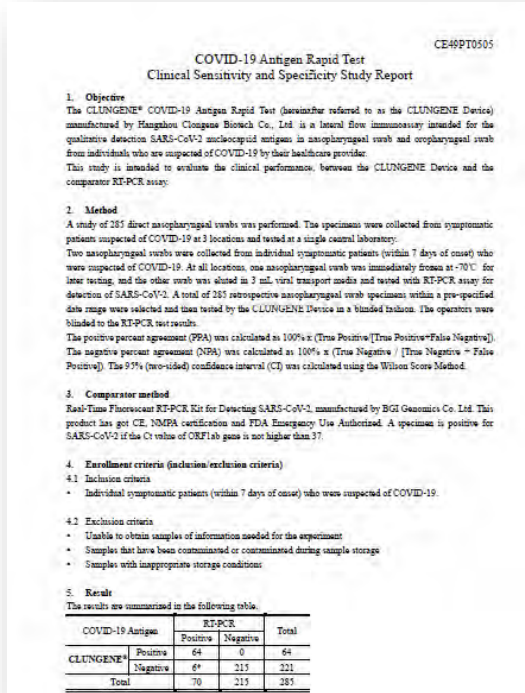 CE49PT0505
COVID-19 Antigen Rapid Test
Clinical Sensitivity and Specificity Study Report
1. Objective
The CLUNGENE® COVID-19 Antigen Rapid Test (hereinafter referred to as the CLUNGENE Device)
manufactured by Hangzhou Clongene Biotech Co., Ltd. is a lateral flow immunoassay intended for the
qualitative detection SARS-CoV-2 nucleocapsid antigens in nasopharyngeal swab and oropharyngeal swab
from individuals who are suspected of COVID-19 by their healthcare provider.
This study is intended to evaluate the clinical performance, between the CLUNGENE Device and the
comparator RT-PCR assay.
2. Method
A study of 285 direct nasopharyngeal swabs was performed. The specimens were collected from symptomatic
patients suspected of COVID-19 at 3 locations and tested at a single central laboratory.
Two nasopharyngeal swabs were collected from individual symptomatic patients (within 7 days of onset) who
were suspected of COVID-19. At all locations, one nasopharyngeal swab was immediately frozen at -70℃ for
later testing, and the other swab was eluted in 3 mL viral transport media and tested with RT-PCR assay for
detection of SARS-CoV-2. A total of 285 retrospective nasopharyngeal swab specimens within a pre-specified
date range were selected and then tested by the CLUNGENE Device in a blinded fashion. The operators were
blinded to the RT-PCR test results.
The positive percent agreement (PPA) was calculated as 100% x (True Positive/[True Positive+False Negative]).
The negative percent agreement (NPA) was calculated as 100% x (True Negative / [True Negative + False
Positive]). The 95% (two-sided) confidence interval (CI) was calculated using the Wilson Score Method.
3. Comparator method
Real-Time Fluorescent RT-PCR Kit for Detecting SARS-CoV-2, manufactured by BGI Genomics Co. Ltd. This
product has got CE, NMPA certification and FDA Emergency Use Authorized. A specimen is positive for
SARS-CoV-2 if the Ct value of ORF1ab gene is not higher than 37.
4. Enrollment criteria (inclusion/exclusion criteria)
4.1 Inclusion criteria
• Individual symptomatic patients (within 7 days of onset) who were suspected of COVID-19.
4.2 Exclusion criteria
• Unable to obtain samples of information needed for the experiment
• Samples that have been contaminated or contaminated during sample storage
• Samples with inappropriate storage conditions
5. Result
The results are summarized in the following table.
COVID-19 Antigen RT-PCR Total
Positive Negative
CLUNGENE® Positive 64 0 64
Negative 6* 215 221
Total 70 215 285